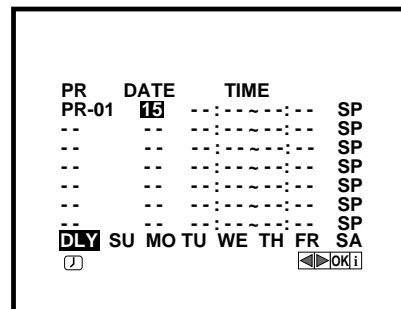 PR DATE TIME
PR-01 15 --:--~--:-- SP
-- -- --:--~--:-- SP
-- -- --:--~--:-- SP
-- -- --:--~--:-- SP
-- -- --:--~--:-- SP
-- -- --:--~--:-- SP
-- -- --:--~--:-- SP
DLY SU MO TU WE TH FR SA
◀▶OK i